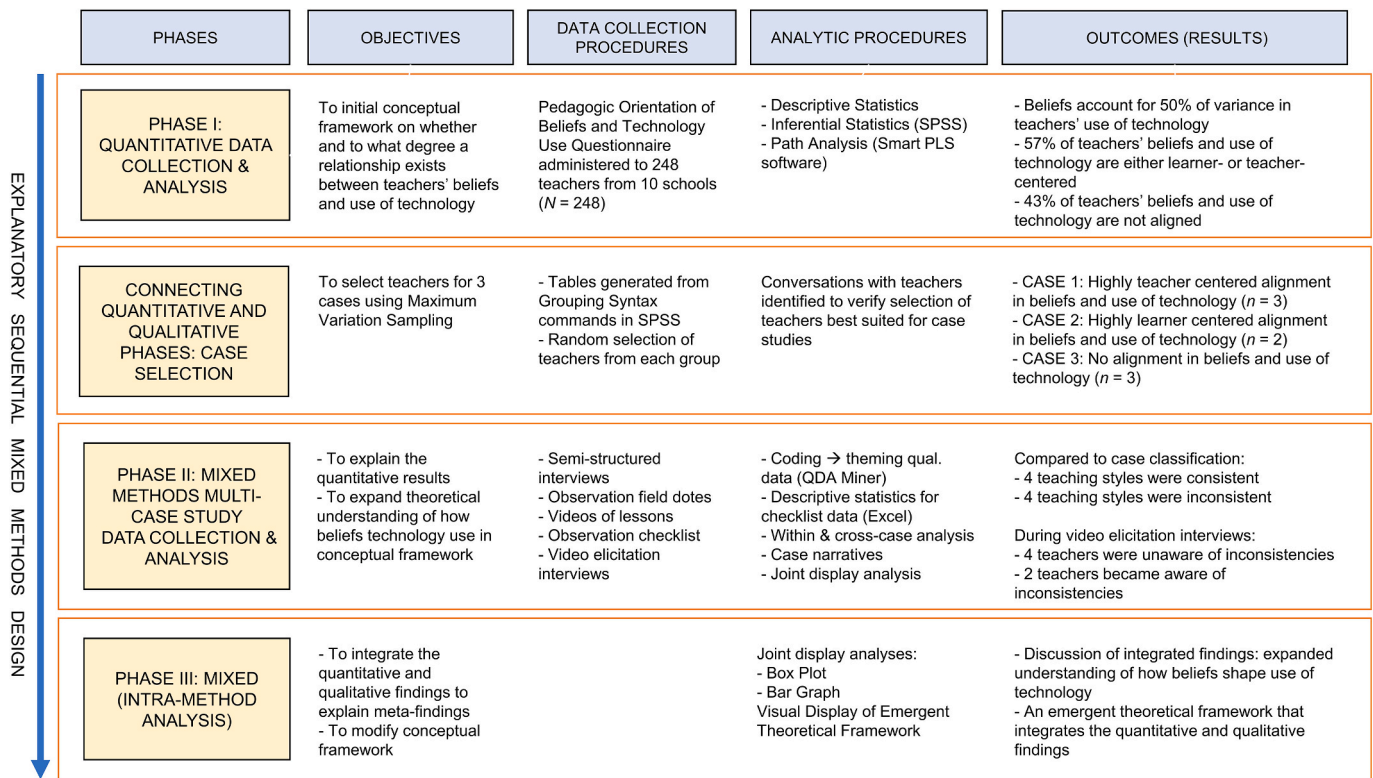 PHASES
OBJECTIVES
DATA COLLECTION
PROCEDURES
ANALYTIC PROCEDURES
OUTCOMES (RESULTS)
EXPLANATORY SEQUENTIAL MIXED METHODS DESIGN
PHASE I:
QUANTITATIVE DATA
COLLECTION &
ANALYSIS
To initial conceptual
framework on whether
and to what degree a
relationship exists
between teachers’ beliefs
and use of technology
Pedagogic Orientation of
Beliefs and Technology
Use Questionnaire
administered to 248
teachers from 10 schools
(N = 248)
- Descriptive Statistics
- Inferential Statistics (SPSS)
- Path Analysis (Smart PLS
software)
- Beliefs account for 50% of variance in
teachers’ use of technology
- 57% of teachers’ beliefs and use of
technology are either learner- or teacher-
centered
- 43% of teachers’ beliefs and use of
technology are not aligned
CONNECTING
QUANTITATIVE AND
QUALITATIVE
PHASES: CASE
SELECTION
To select teachers for 3
cases using Maximum
Variation Sampling
- Tables generated from
Grouping Syntax
commands in SPSS
- Random selection of
teachers from each group
Conversations with teachers
identified to verify selection of
teachers best suited for case
studies
- CASE 1: Highly teacher centered alignment
in beliefs and use of technology (n = 3)
- CASE 2: Highly learner centered alignment
in beliefs and use of technology (n = 2)
- CASE 3: No alignment in beliefs and use of
technology (n = 3)
PHASE II: MIXED
METHODS MULTI-
CASE STUDY
DATA COLLECTION &
ANALYSIS
- To explain the
quantitative results
- To expand theoretical
understanding of how
beliefs technology use in
conceptual framework
- Semi-structured
interviews
- Observation field dotes
- Videos of lessons
- Observation checklist
- Video elicitation
interviews
- Coding → theming qual.
data (QDA Miner)
- Descriptive statistics for
checklist data (Excel)
- Within & cross-case analysis
- Case narratives
- Joint display analysis
Compared to case classification:
- 4 teaching styles were consistent
- 4 teaching styles were inconsistent
During video elicitation interviews:
- 4 teachers were unaware of inconsistencies
- 2 teachers became aware of
inconsistencies
PHASE III: MIXED
(INTRA-METHOD
ANALYSIS)
- To integrate the
quantitative and
qualitative findings to
explain meta-findings
- To modify conceptual
framework
Joint display analyses:
- Box Plot
- Bar Graph
Visual Display of Emergent
Theoretical Framework
- Discussion of integrated findings: expanded
understanding of how beliefs shape use of
technology
- An emergent theoretical framework that
integrates the quantitative and qualitative
findings